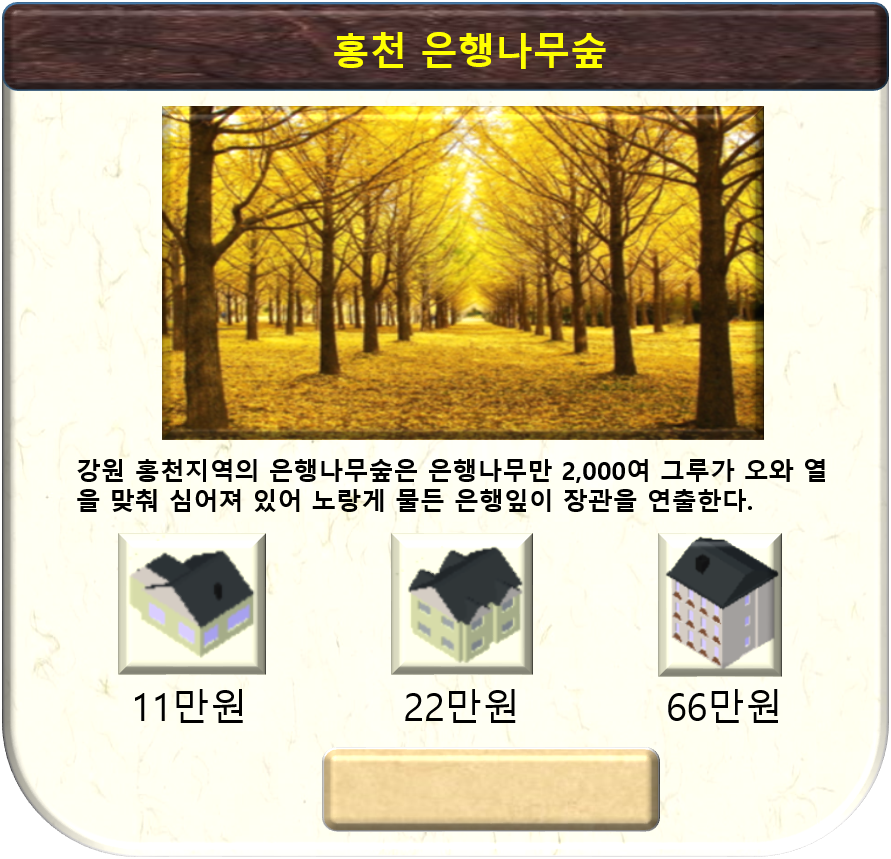 홍천 은행나무숲
강원 홍천지역의 은행나무숲은 은행나무만 2,000여 그루가 오와 열
을 맞춰 심어져 있어 노랗게 물든 은행잎이 장관을 연출한다.
11만원 22만원 66만원